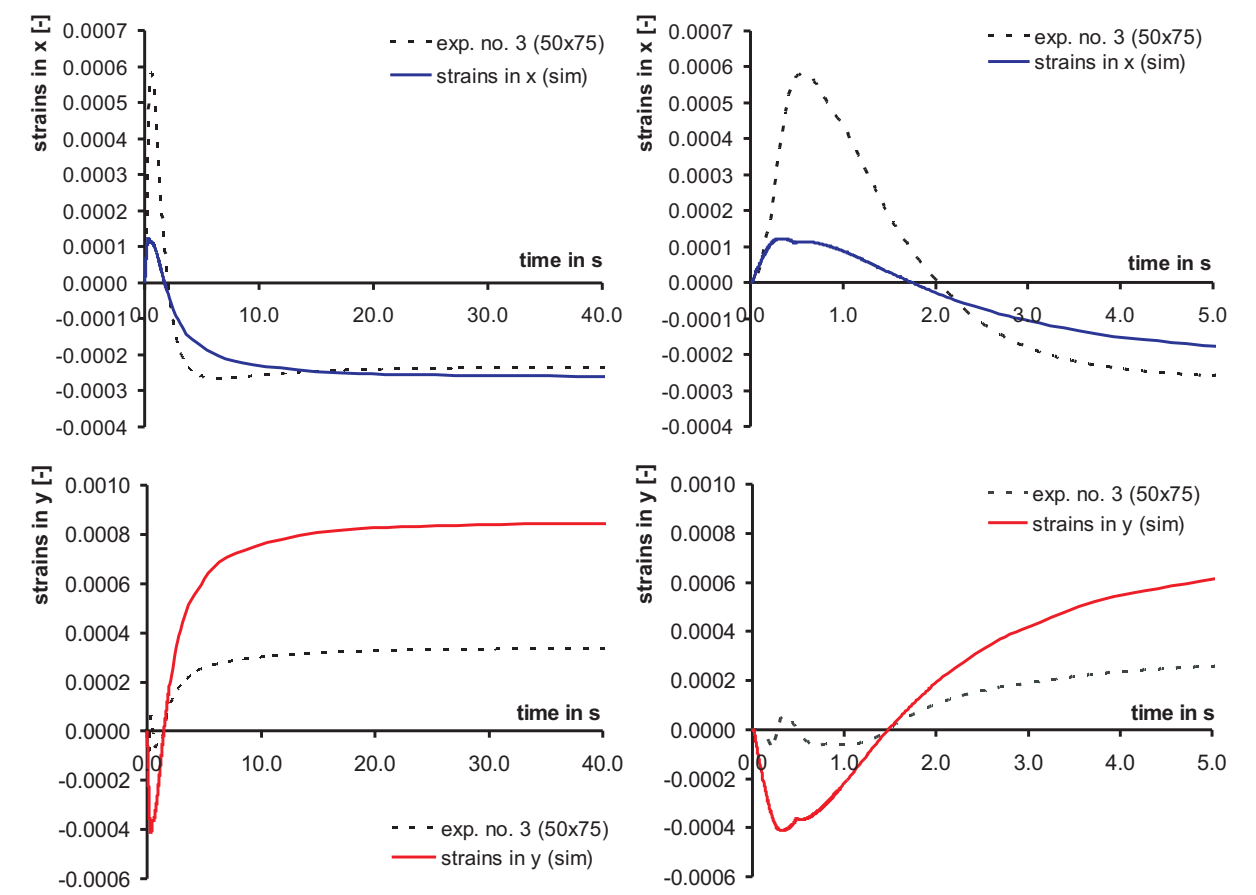 strains in x [-]
0.0007
0.0006
0.0005
0.0004
0.0003
0.0002
0.0001
0.0000
-0.0001
-0.0002
-0.0003
-0.0004
exp. no. 3 (50x75)
strains in x (sim)
time in s
0.0 10.0 20.0 30.0 40.0
strains in x [-]
0.0007
0.0006
0.0005
0.0004
0.0003
0.0002
0.0001
0.0000
-0.0001
-0.0002
-0.0003
-0.0004
exp. no. 3 (50x75)
strains in x (sim)
time in s
0.0 1.0 2.0 3.0 4.0 5.0
strains in y [-]
0.0010
0.0008
0.0006
0.0004
0.0002
0.0000
-0.0002
-0.0004
-0.0006
time in s
0.0 10.0 20.0 30.0 40.0
exp. no. 3 (50x75)
strains in y (sim)
strains in y [-]
0.0010
0.0008
0.0006
0.0004
0.0002
0.0000
-0.0002
-0.0004
-0.0006
exp. no. 3 (50x75)
strains in y (sim)
time in s
0.0 1.0 2.0 3.0 4.0 5.0